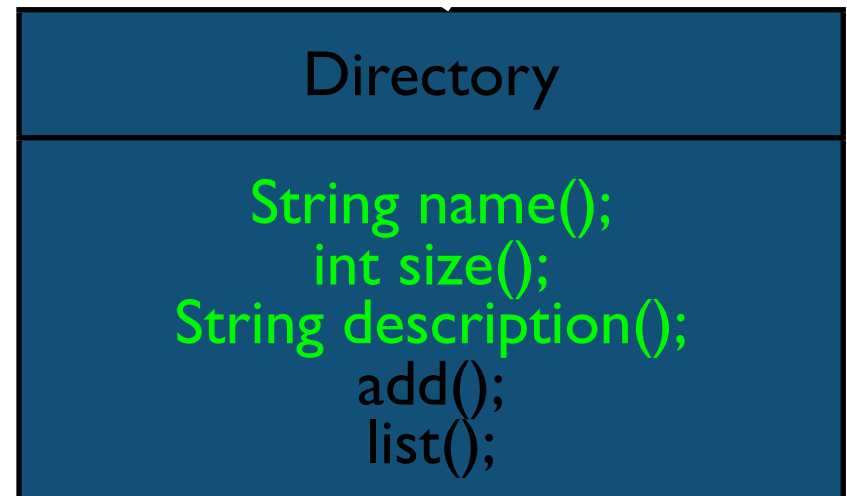 Directory
String name();
int size();
String description();
add();
list();